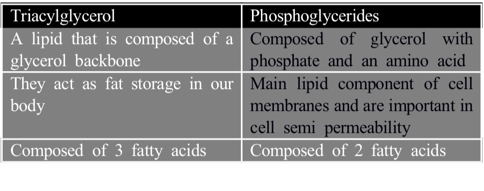 Triacylglycerol
Phosphoglycerides
A lipid that is composed of a
glycerol backbone
Composed of glycerol with
phosphate and an amino acid
They act as fat storage in our
body
Main lipid component of cell
membranes and are important in
cell semi permeability
Composed of 3 fatty acids
Composed of 2 fatty acids